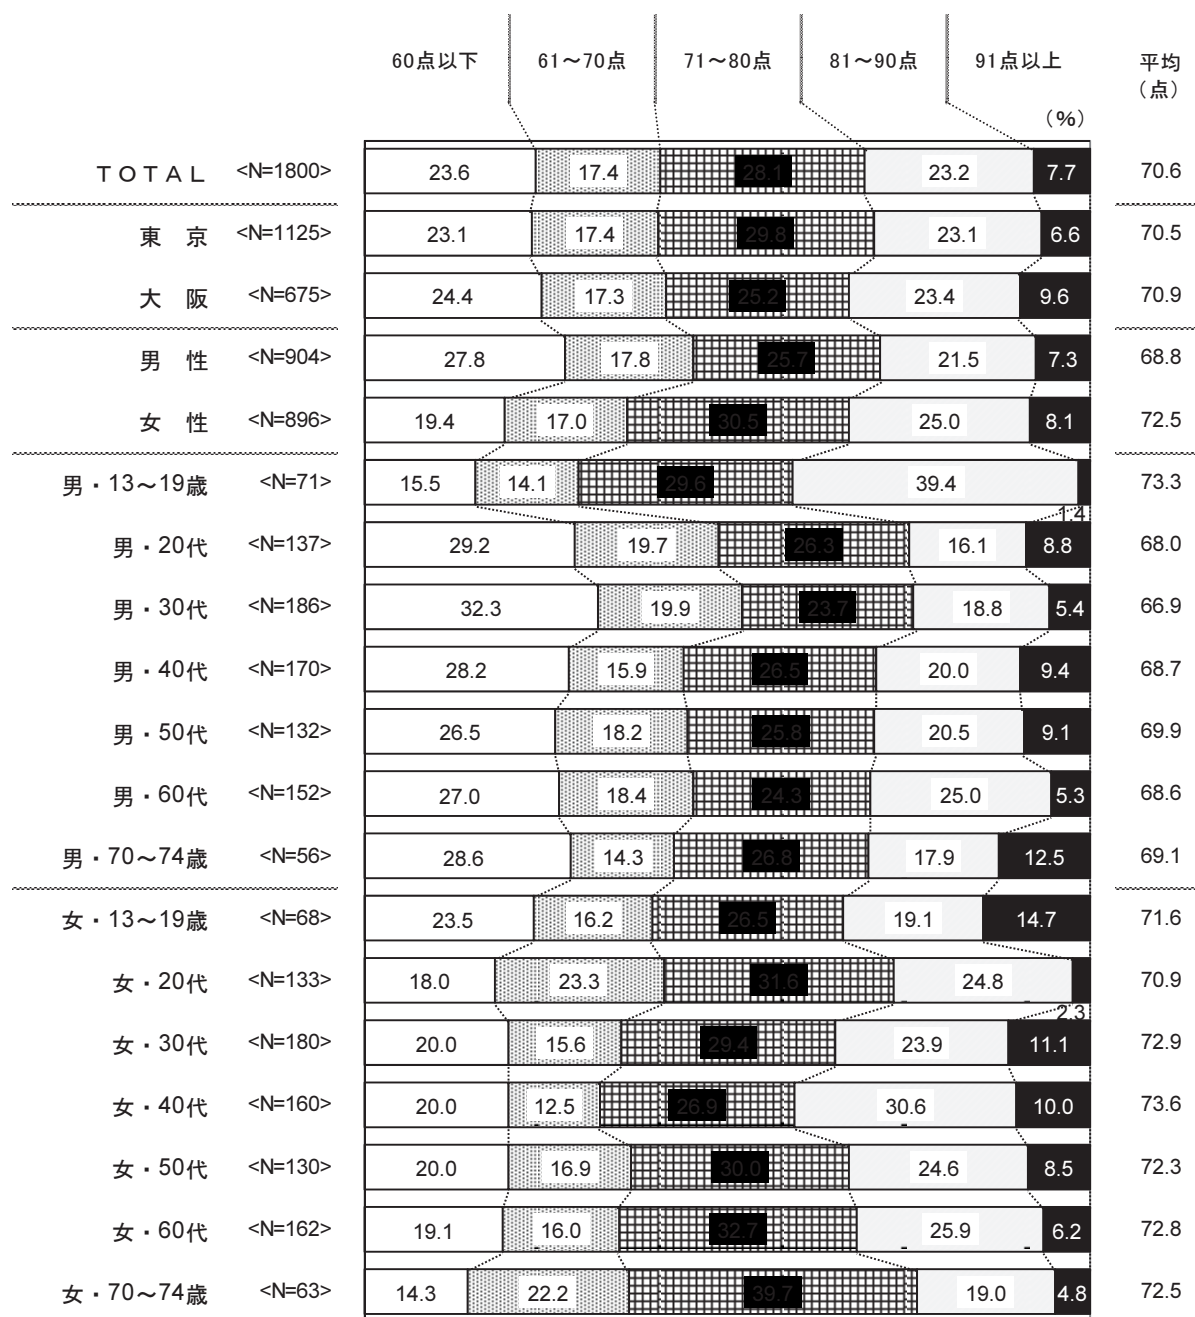 60点以下 61～70点 71～80点 81～90点 91点以上 平均（点）
（%）
ＴＯＴＡＬ <N=1800> 23.6 17.4 28.1 23.2 7.7 70.6
東 京 <N=1125> 23.1 17.4 29.8 23.1 6.6 70.5
大 阪 <N=675> 24.4 17.3 25.2 23.4 9.6 70.9
男 性 <N=904> 27.8 17.8 25.7 21.5 7.3 68.8
女 性 <N=896> 19.4 17.0 30.5 25.0 8.1 72.5
男・13～19歳 <N=71> 15.5 14.1 29.6 39.4 1.4 73.3
男・20代 <N=137> 29.2 19.7 26.3 16.1 8.8 68.0
男・30代 <N=186> 32.3 19.9 23.7 18.8 5.4 66.9
男・40代 <N=170> 28.2 15.9 26.5 20.0 9.4 68.7
男・50代 <N=132> 26.5 18.2 25.8 20.5 9.1 69.9
男・60代 <N=152> 27.0 18.4 24.3 25.0 5.3 68.6
男・70～74歳 <N=56> 28.6 14.3 26.8 17.9 12.5 69.1
女・13～19歳 <N=68> 23.5 16.2 26.5 19.1 14.7 71.6
女・20代 <N=133> 18.0 23.3 31.6 24.8 2.3 70.9
女・30代 <N=180> 20.0 15.6 29.4 23.9 11.1 72.9
女・40代 <N=160> 20.0 12.5 26.9 30.6 10.0 73.6
女・50代 <N=130> 20.0 16.9 30.0 24.6 8.5 72.3
女・60代 <N=162> 19.1 16.0 32.7 25.9 6.2 72.8
女・70～74歳 <N=63> 14.3 22.2 39.7 19.0 4.8 72.5